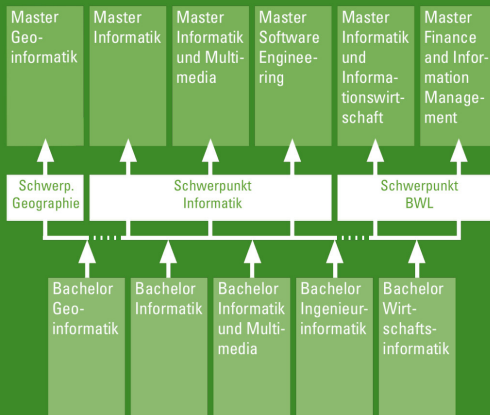 Master
Geo-
informatik
Master
Informatik
Master
Informatik
und Multi-
media
Master
Software
Enginee-
ring
Master
Informatik
und
Informa-
tionswirt-
schaft
Master
Finance
and Infor-
mation
Manage-
ment
Schwerp.
Geographie
Schwerpunkt
Informatik
Schwerpunkt
BWL
Bachelor
Geo-
informatik
Bachelor
Informatik
Bachelor
Informatik
und Multi-
media
Bachelor
Ingenieur-
informatik
Bachelor
Wirt-
schafts-
informatik